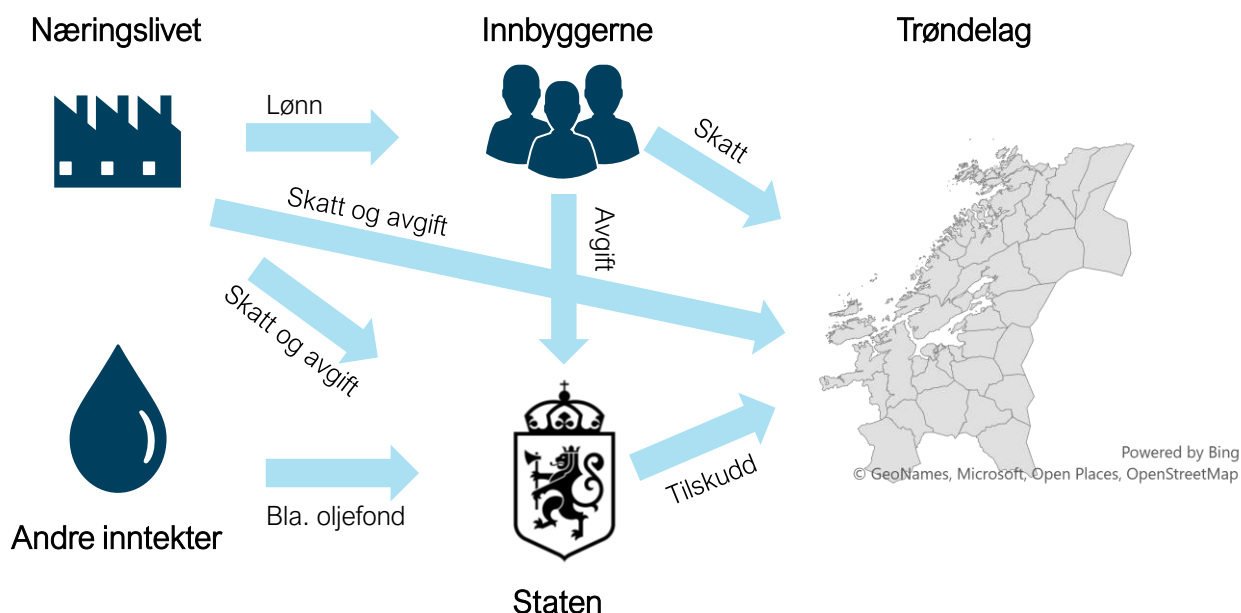 Næringslivet
Innbyggerne
Trøndelag
Lønn
Skatt
Skatt og avgift
Avgift
Skatt og avgift
Powered by Bing
© GeoNames, Microsoft, Open Places, OpenStreetMap
Tilskudd
Bla. oljefond
Andre inntekter
Staten